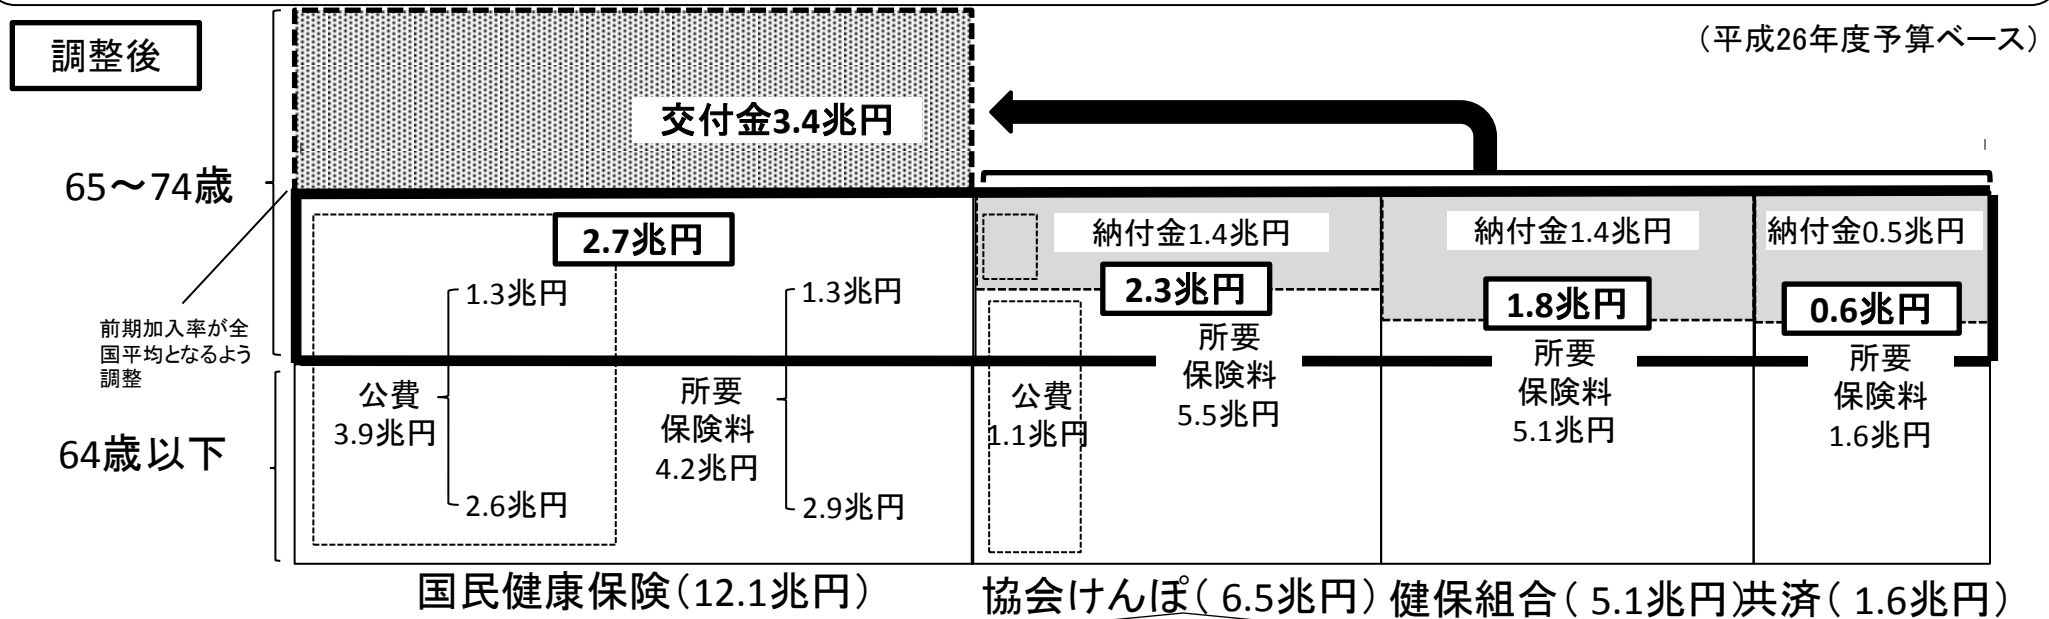 調整後
(平成26年度予算ベース)
交付金3.4兆円
65～74歳
2.7兆円
納付金1.4兆円
納付金1.4兆円
納付金0.5兆円
2.3兆円
1.8兆円
0.6兆円
1.3兆円
1.3兆円
前期加入率が全
国平均となるよう
調整
所要
保険料
5.5兆円
所要
保険料
5.1兆円
所要
保険料
1.6兆円
公費
3.9兆円
所要
保険料
4.2兆円
公費
1.1兆円
64歳以下
2.6兆円
2.9兆円
国民健康保険(12.1兆円)
協会けんぽ( 6.5兆円)
健保組合( 5.1兆円)
共済( 1.6兆円)